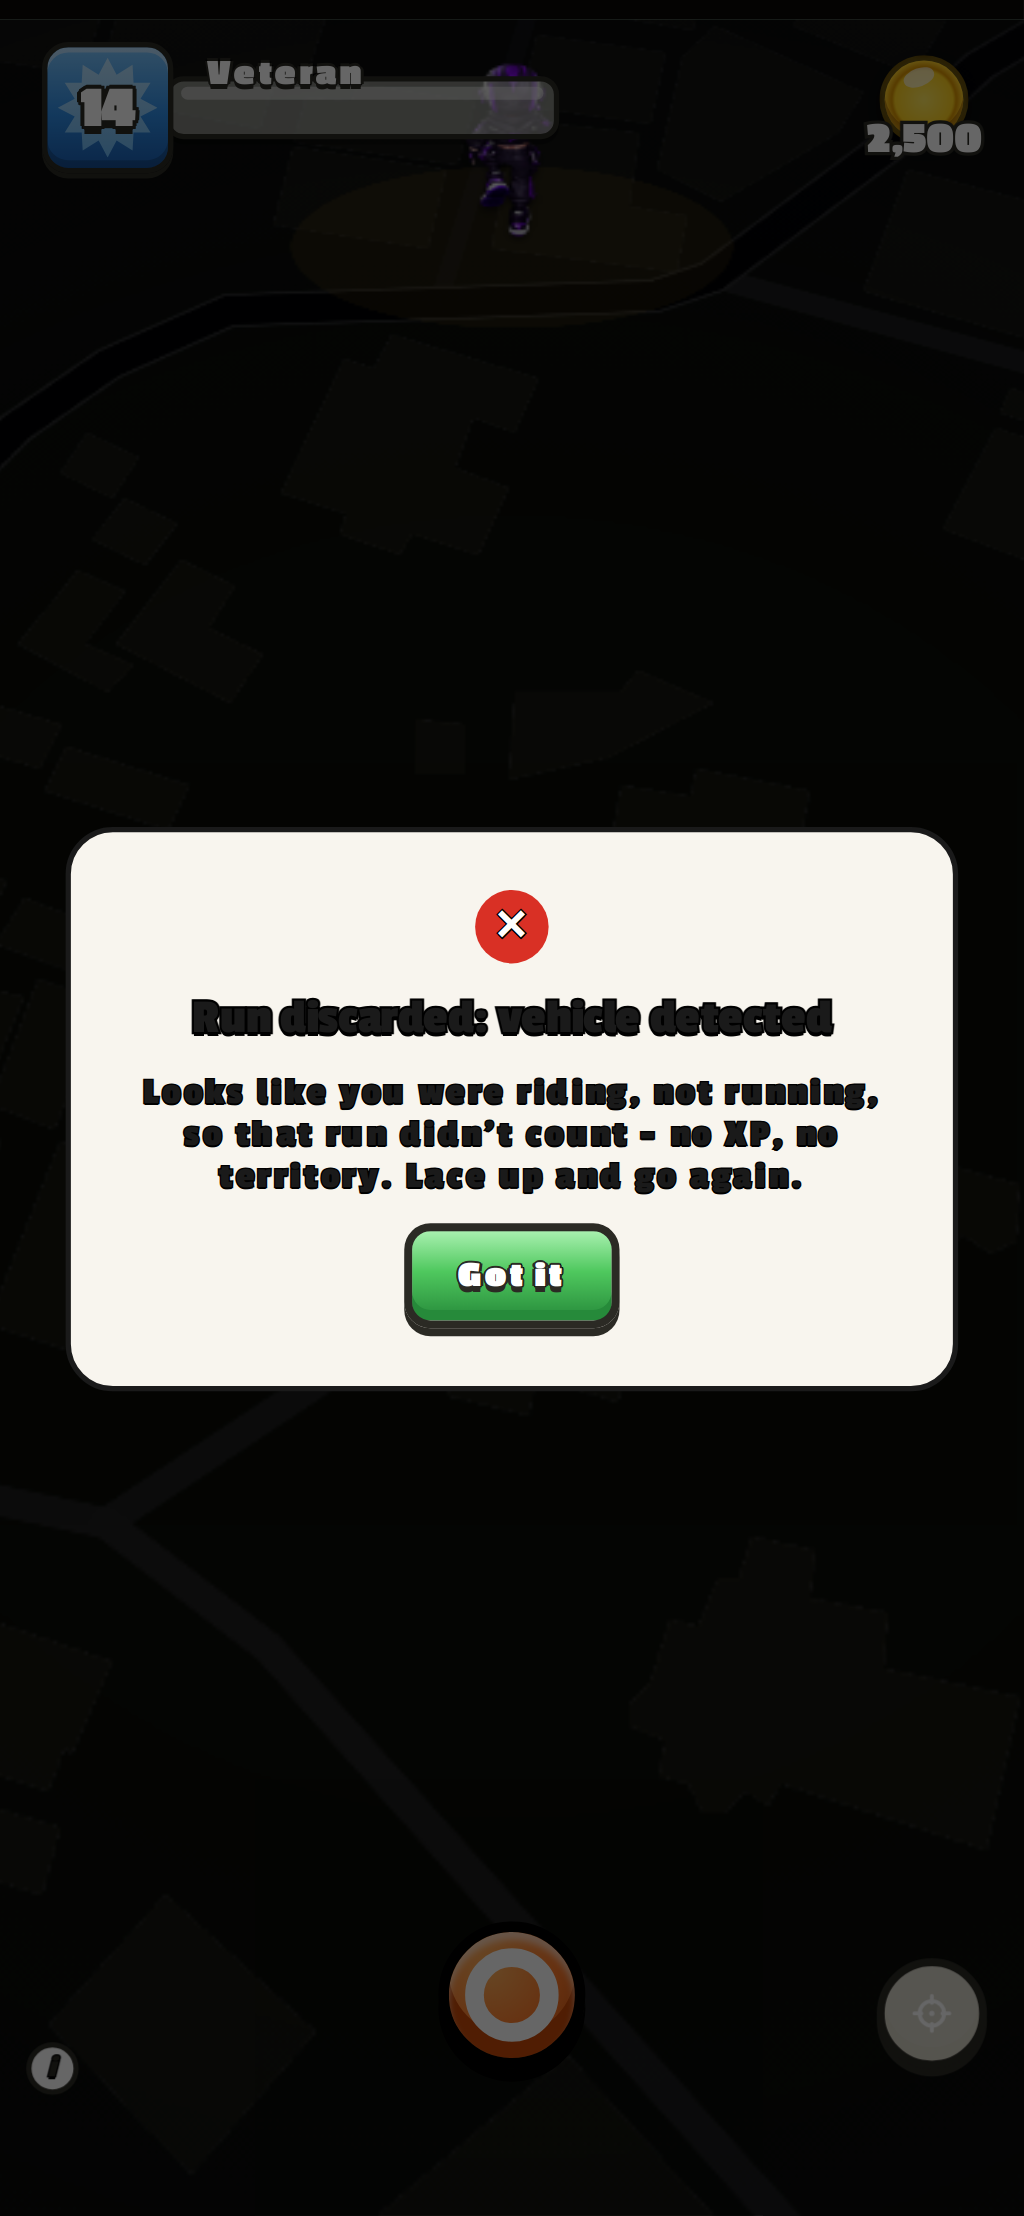 Veteran
14
2,500
Run discarded: vehicle detected
Looks like you were riding, not running,
so that run didn't count - no XP, no
territory. Lace up and go again.
Got it